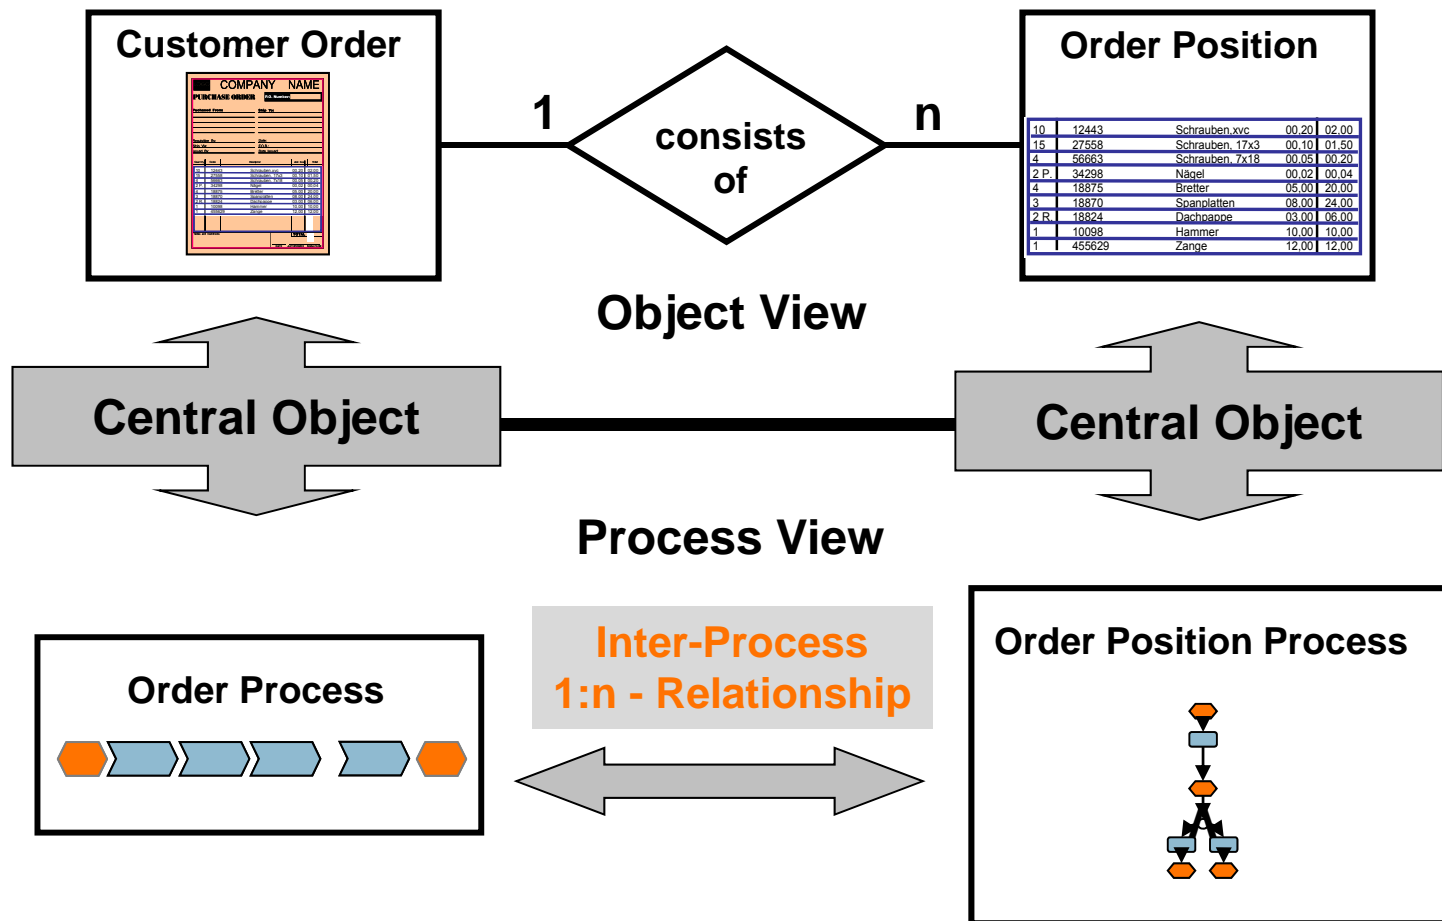 Customer Order
COMPANY NAME
PURCHASE ORDER
1
consists
of
n
Order Position
10 12443 Schrauben,xvc 00,20 02,00
15 27558 Schrauben, 17x3 00,10 01,50
4 56663 Schrauben, 7x18 00,05 00,20
2 P. 34298 Nägel 00,02 00,04
4 18875 Bretter 05,00 20,00
3 18870 Spanplatten 08,00 24,00
2 R. 18824 Dachpappe 03,00 06,00
1 10098 Hammer 10,00 10,00
1 455629 Zange 12,00 12,00
Object View
Central Object
Central Object
Process View
Inter-Process
1:n - Relationship
Order Process
Order Position Process